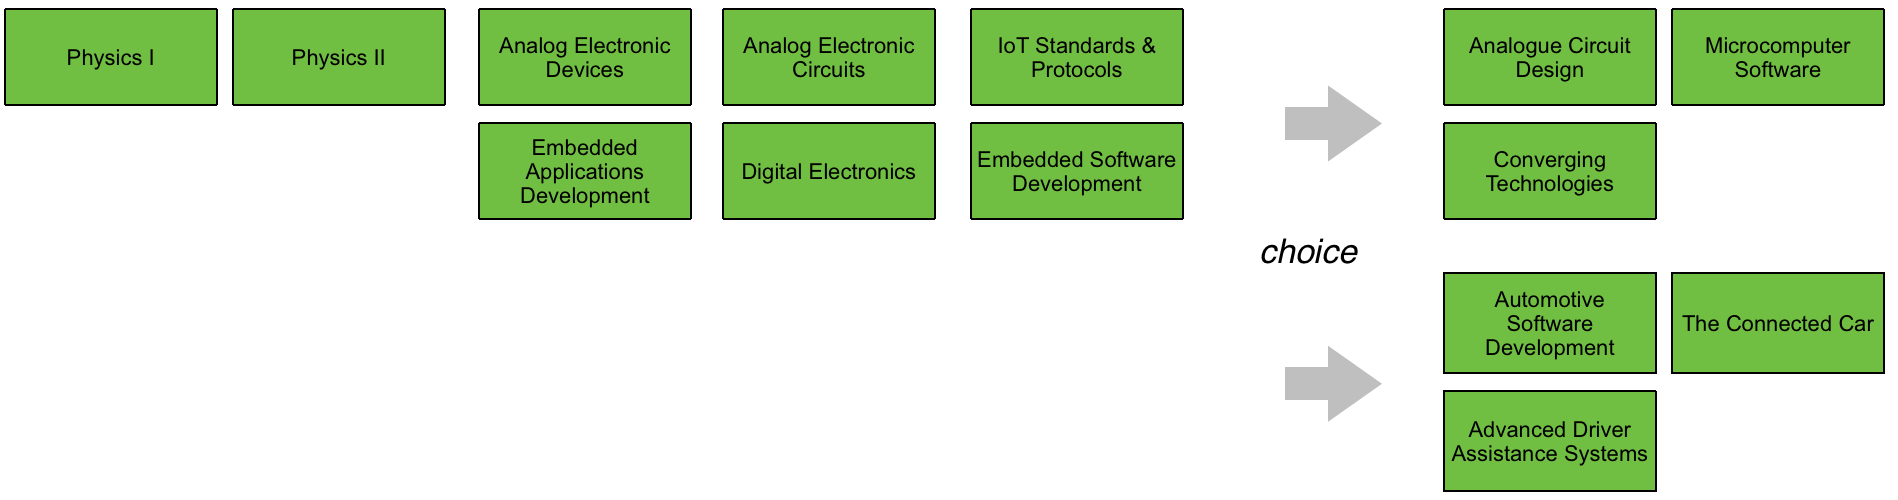 Physics I
Physics II
Analog Electronic
Devices
Analog Electronic
Circuits
IoT Standards &
Protocols
Analogue Circuit
Design
Microcomputer
Software
Embedded
Applications
Development
Digital Electronics
Embedded Software
Development
Converging
Technologies
choice
Automotive
Software
Development
The Connected Car
Advanced Driver
Assistance Systems